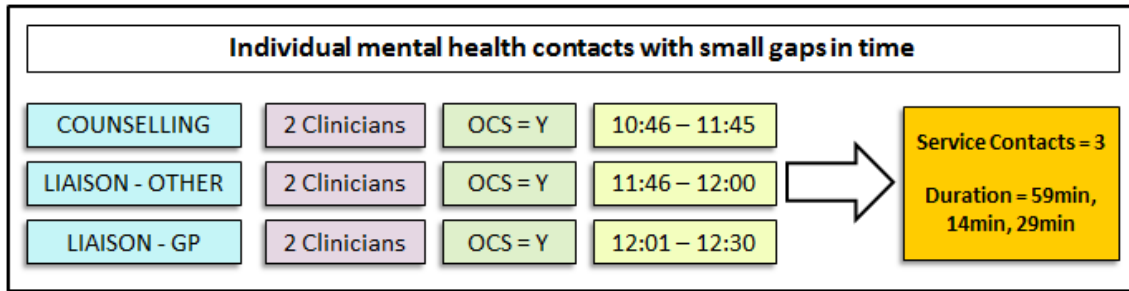 Individual mental health contacts with small gaps in time
COUNSELLING 2 Clinicians OCS = Y 10:46 – 11:45
LIAISON - OTHER 2 Clinicians OCS = Y 11:46 – 12:00
LIAISON - GP 2 Clinicians OCS = Y 12:01 – 12:30
Service Contacts = 3
Duration = 59min,
14min, 29min